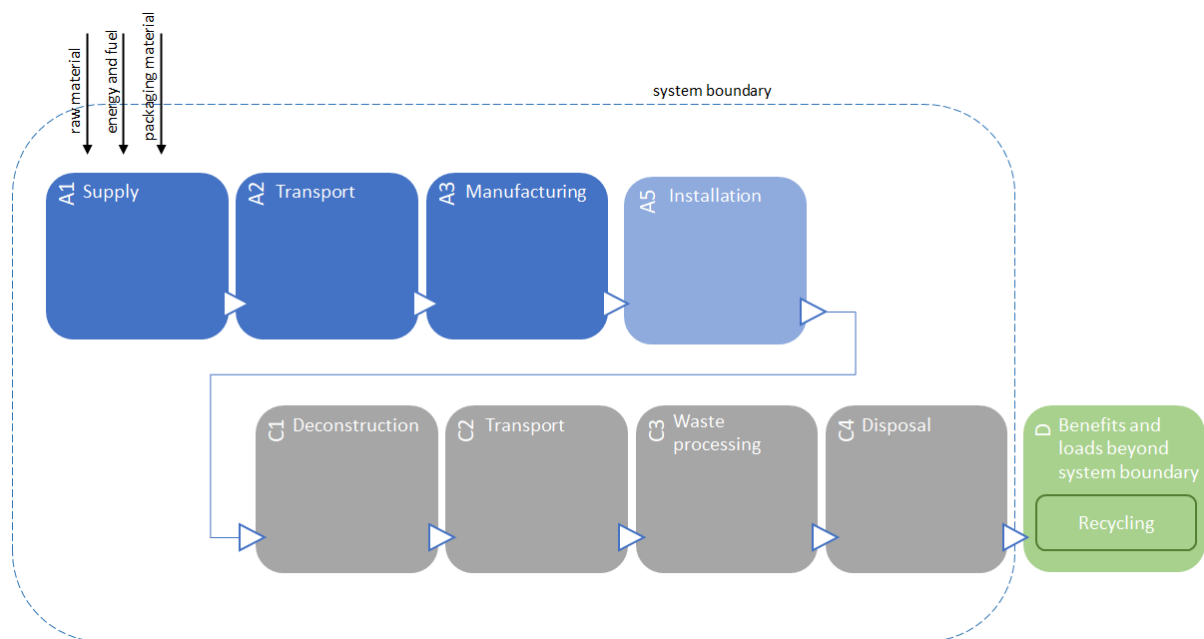 raw material
energy and fuel
packaging material
system boundary
A1 Supply
A2 Transport
A3 Manufacturing
A5 Installation
C1 Deconstruction
C2 Transport
C3 Waste
processing
C4 Disposal
D Benefits and
loads beyond
system boundary
Recycling